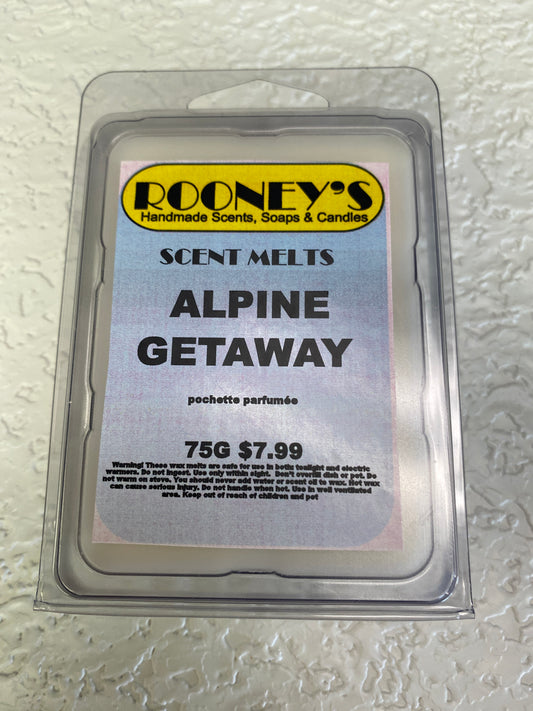 ROONEY'S
Handmade Scents, Soaps & Candles
SCENT MELTS
ALPINE
GETAWAY
pochette parfumée
75G $7.99
Warning! These wax melts are safe for use in both: tealight and electric
warmers. Do not ingest. Use only within sight. Don't overfill dish or pot. Do
not warm on stove. You should never add water or scent oil to wax. Hot wax
can cause serious injury. Do not handle when hot. Use in well ventilated
area. Keep out of reach of children and pet